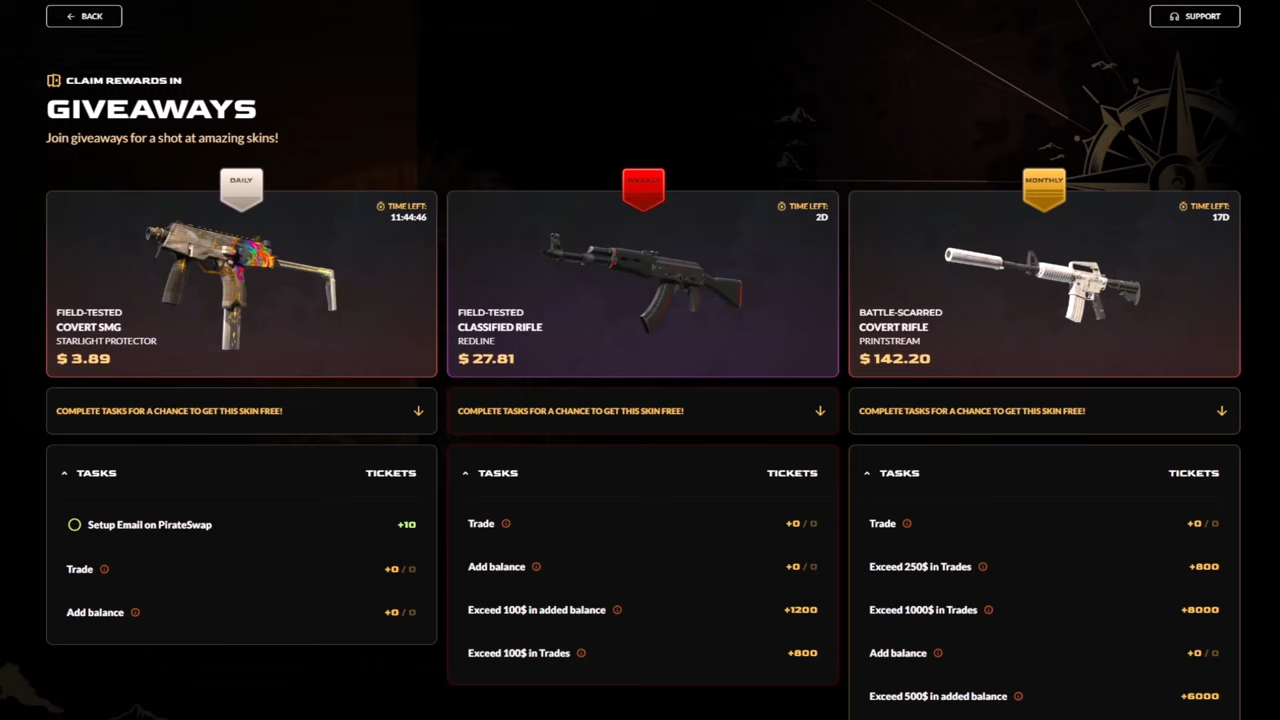 BACK
SUPPORT
CLAIM REWARDS IN
GIVEAWAYS
Join giveaways for a shot at amazing skins!
DAILY
TIME LEFT:
11:44:46
FIELD-TESTED
COVERT SMG
STARLIGHT PROTECTOR
$ 3.89
WEEKLY
TIME LEFT:
2D
FIELD-TESTED
CLASSIFIED RIFLE
REDLINE
$ 27.81
MONTHLY
TIME LEFT:
17D
BATTLE-SCARRED
COVERT RIFLE
PRINTSTREAM
$ 142.20
COMPLETE TASKS FOR A CHANCE TO GET THIS SKIN FREE!
COMPLETE TASKS FOR A CHANCE TO GET THIS SKIN FREE!
COMPLETE TASKS FOR A CHANCE TO GET THIS SKIN FREE!
TASKS TICKETS
Setup Email on PirateSwap +10
Trade +0 / 0
Add balance +0 / 0
TASKS TICKETS
Trade +0 / 0
Add balance +0 / 0
Exceed 100$ in added balance +1200
Exceed 100$ in Trades +800
TASKS TICKETS
Trade +0 / 0
Exceed 250$ in Trades +800
Exceed 1000$ in Trades +8000
Add balance +0 / 0
Exceed 500$ in added balance +6000